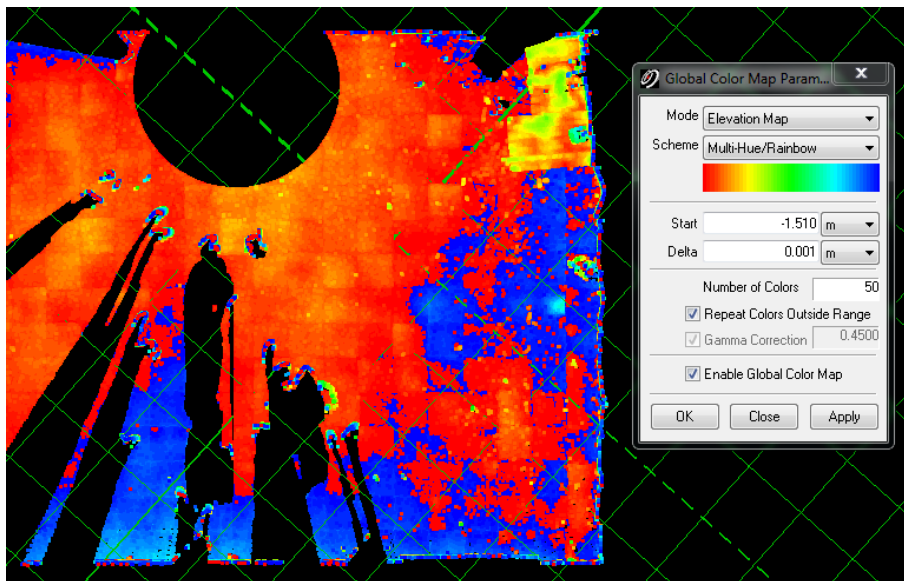 Global Color Map Param...
Mode Elevation Map
Scheme Multi-Hue/Rainbow
Start -1.510 m
Delta 0.001 m
Number of Colors 50
Repeat Colors Outside Range
Gamma Correction 0.4500
Enable Global Color Map
OK Close Apply